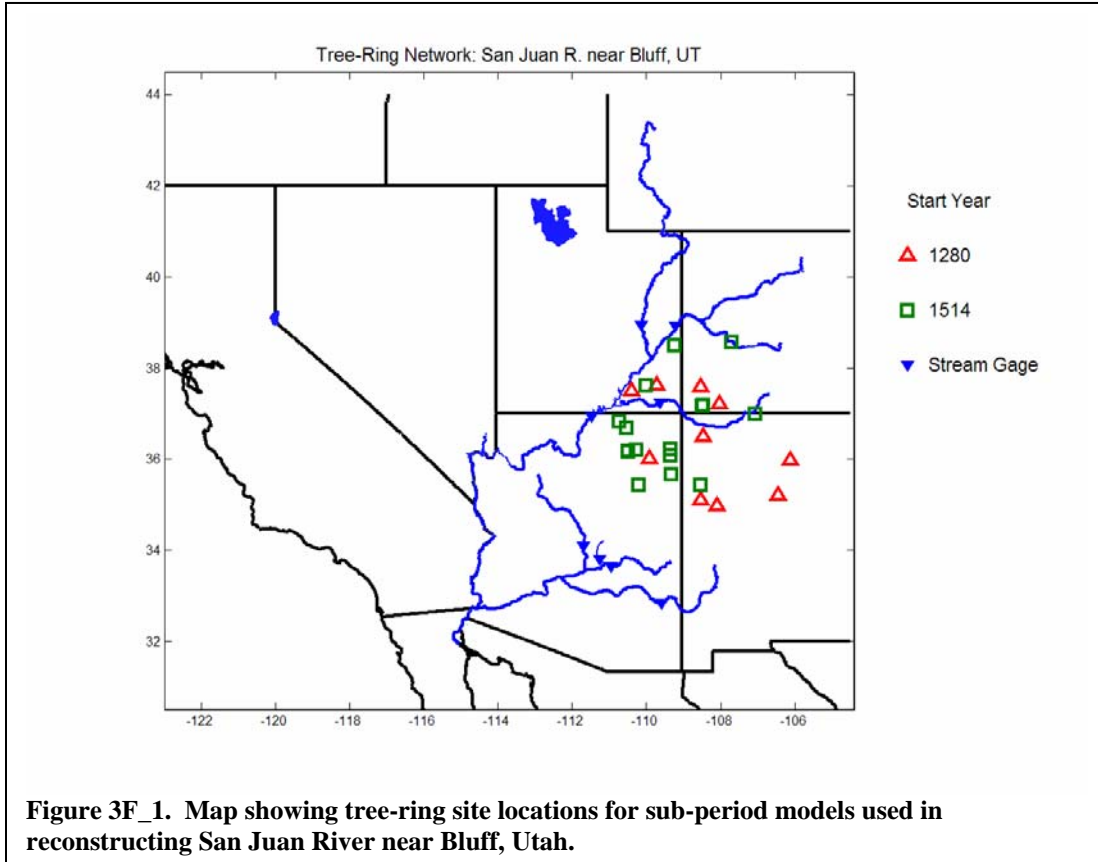 Tree-Ring Network: San Juan R. near Bluff, UT
44
42
40
38
36
34
32
-122 -120 -118 -116 -114 -112 -110 -108 -106
Start Year
1280
1514
Stream Gage
Figure 3F_1. Map showing tree-ring site locations for sub-period models used in
reconstructing San Juan River near Bluff, Utah.